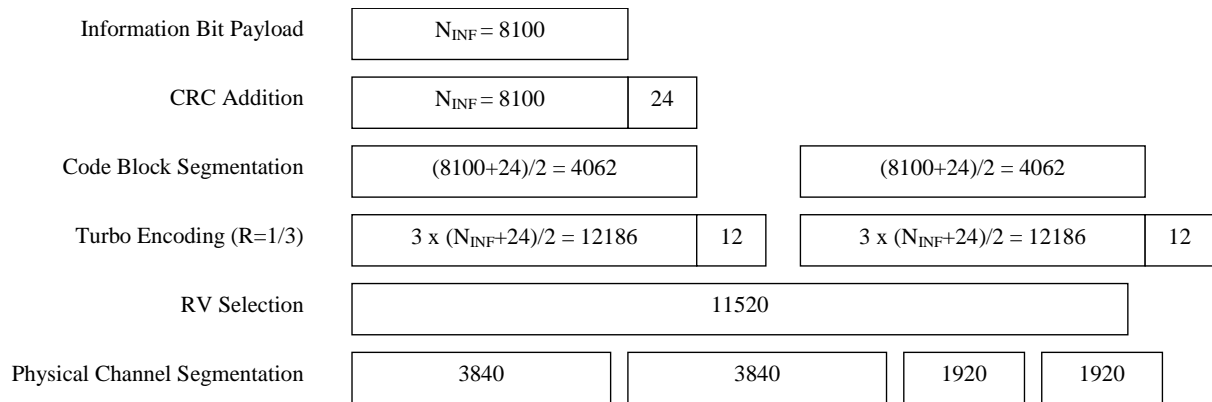 Information Bit Payload N_INF = 8100
CRC Addition N_INF = 8100 24
Code Block Segmentation (8100+24)/2 = 4062 (8100+24)/2 = 4062
Turbo Encoding (R=1/3) 3 x (N_INF+24)/2 = 12186 12 3 x (N_INF+24)/2 = 12186 12
RV Selection 11520
Physical Channel Segmentation 3840 3840 1920 1920